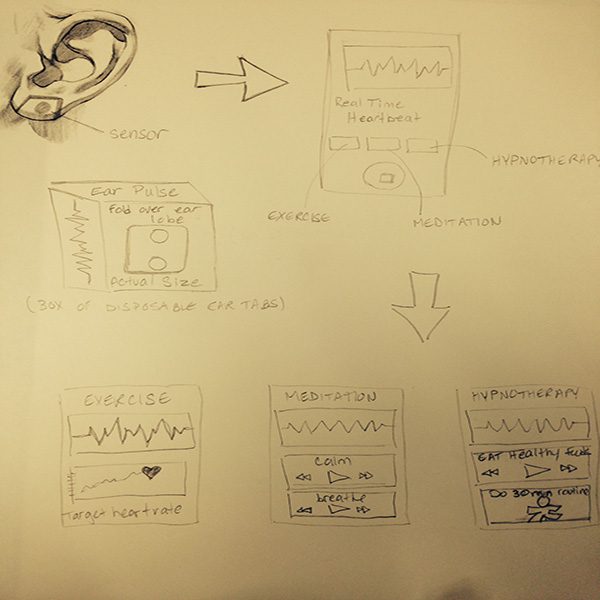 sensor
Real Time
Heartbeat
HYPNOTHERAPY
EXERCISE
MEDITATION
Ear Pulse
Fold over ear
lobe
Actual Size
(BOX OF DISPOSABLE EAR TABS)
EXERCISE
Target heartrate
MEDITATION
Calm
breathe
HYPNOTHERAPY
EAT Healthy
Do 30 min routine